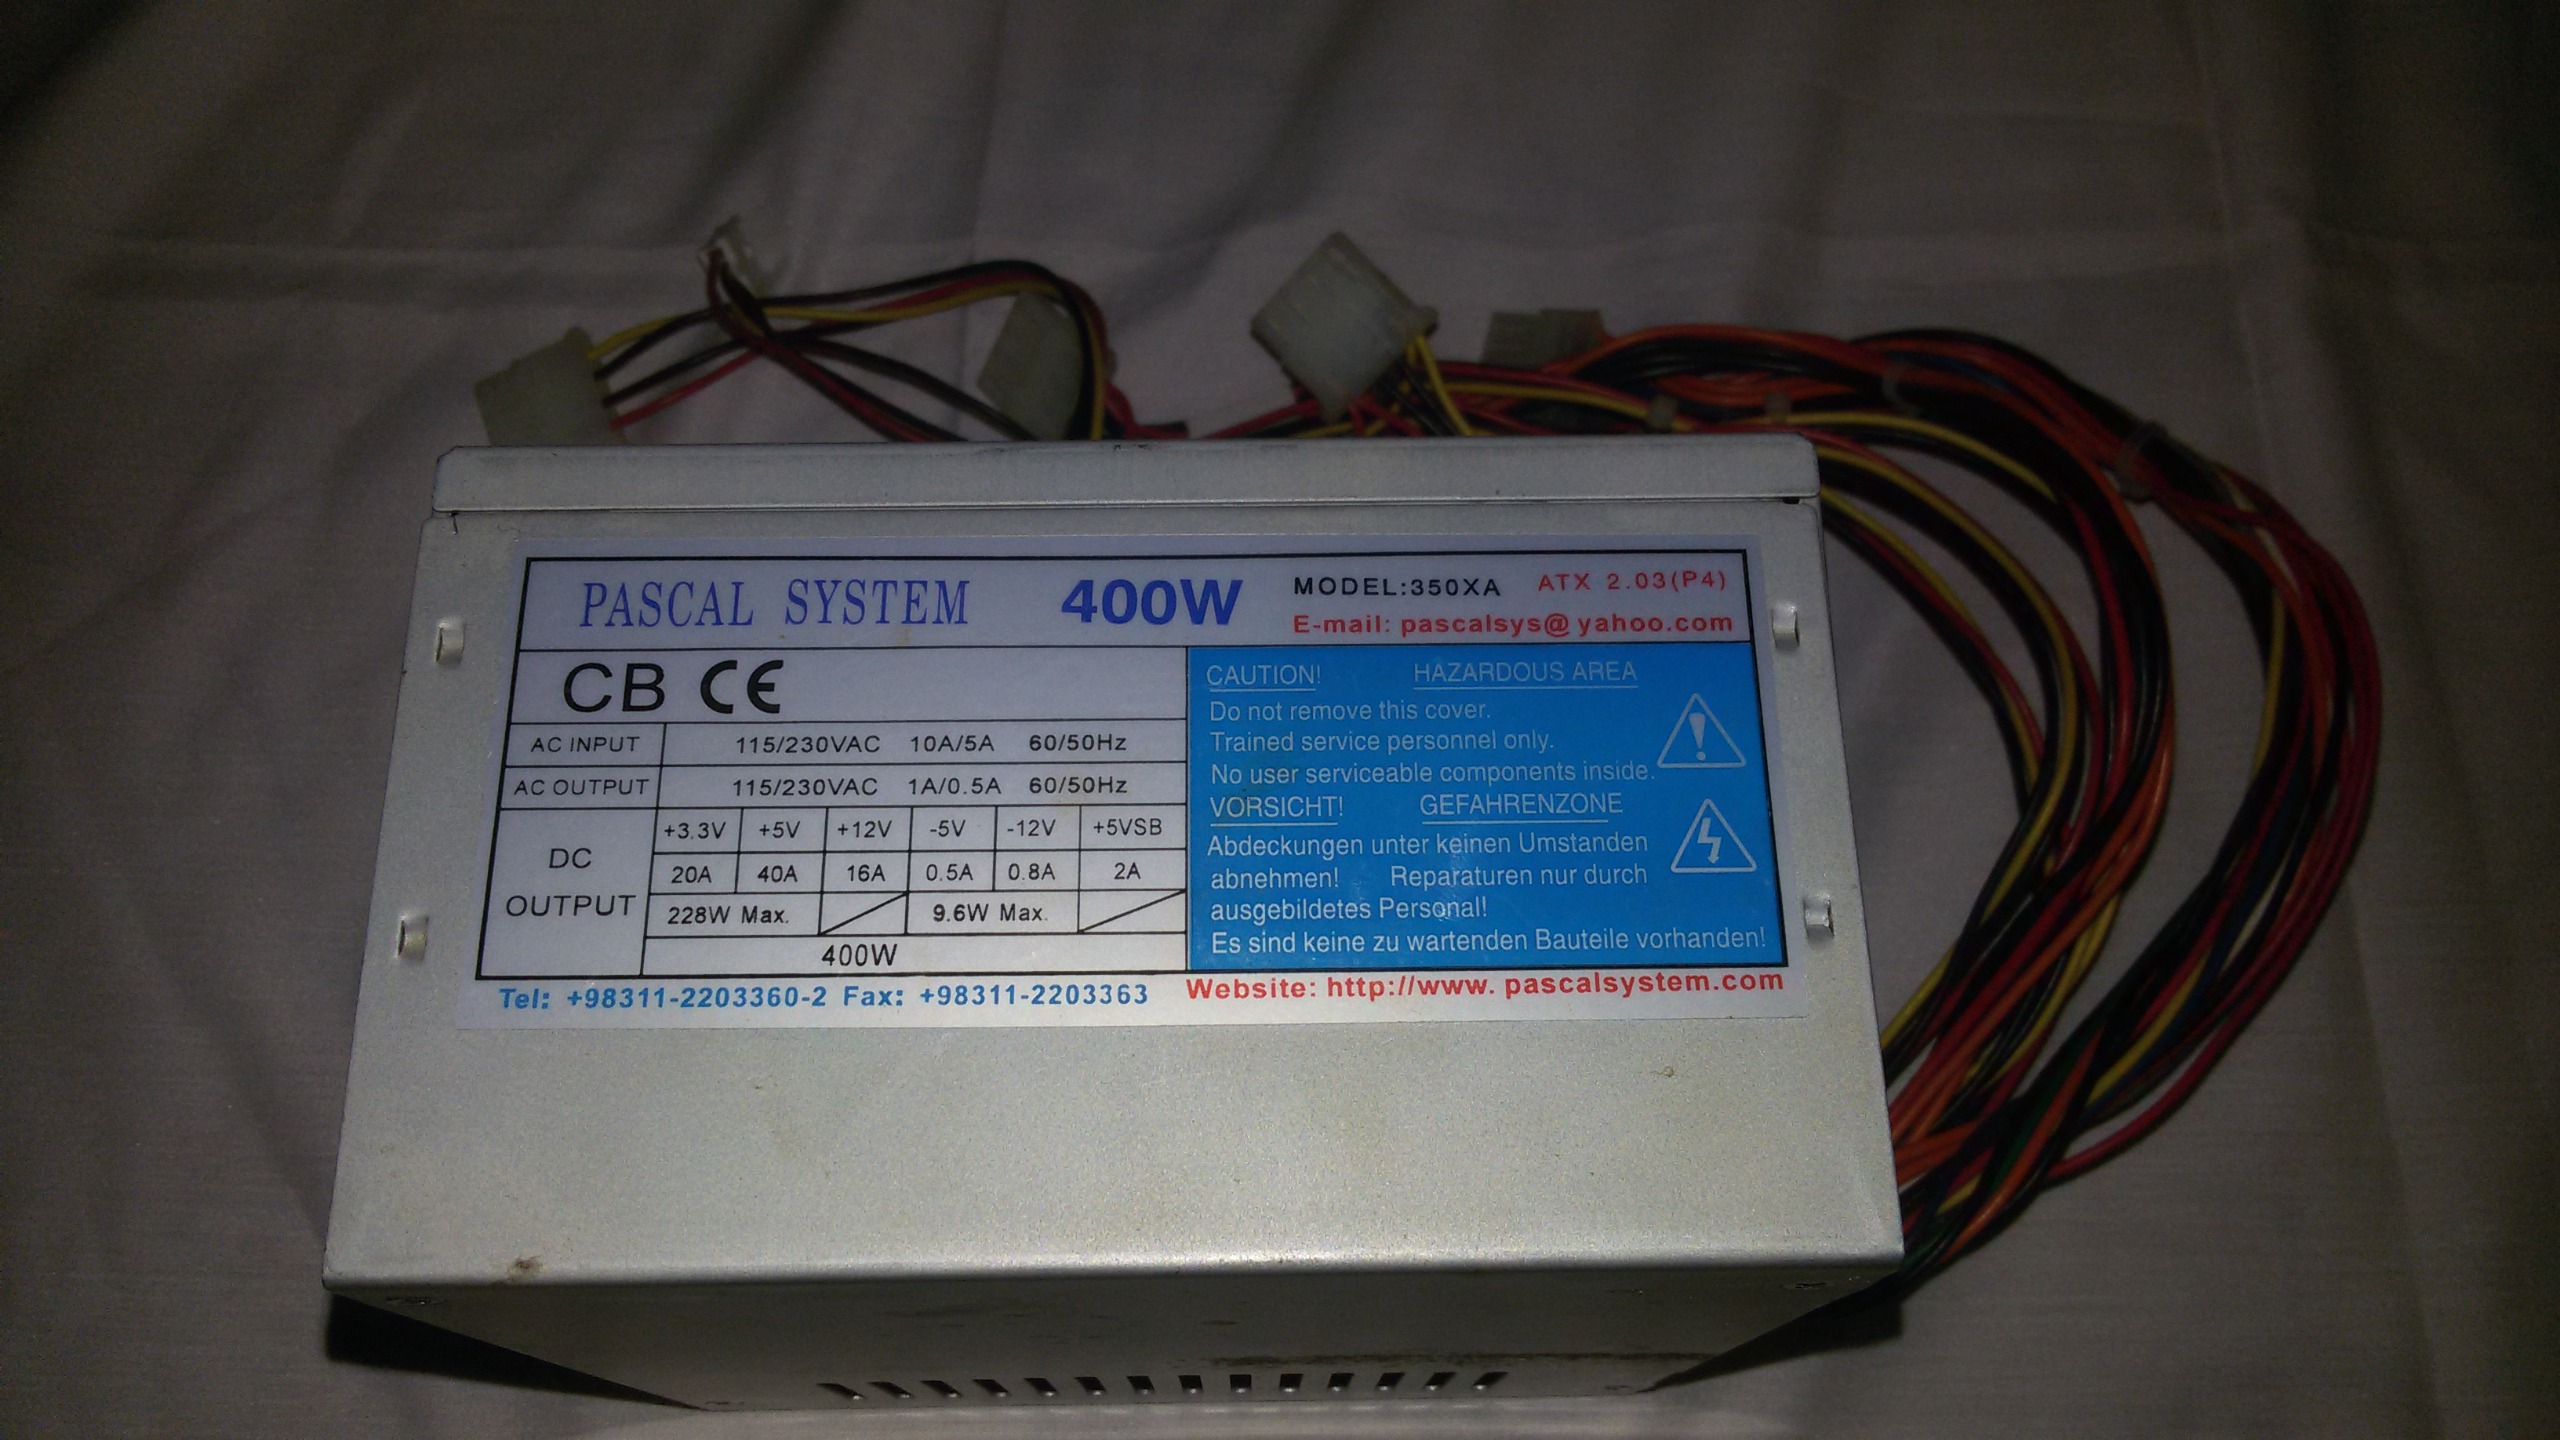 PASCAL SYSTEM 400W MODEL:350XA ATX 2.03(P4)
E-mail: pascalsys@ yahoo.com
CB CE
AC INPUT 115/230VAC 10A/5A 60/50Hz
AC OUTPUT 115/230VAC 1A/0.5A 60/50Hz
DC OUTPUT
+3.3V +5V +12V -5V -12V +5VSB
20A 40A 16A 0.5A 0.8A 2A
228W Max. 9.6W Max.
400W
CAUTION! HAZARDOUS AREA
Do not remove this cover.
Trained service personnel only.
No user serviceable components inside.
VORSICHT! GEFAHRENZONE
Abdeckungen unter keinen Umstanden
abnehmen! Reparaturen nur durch
ausgebildetes Personal!
Es sind keine zu wartenden Bauteile vorhanden!
Tel: +98311-2203360-2 Fax: +98311-2203363 Website: http://www. pascalsystem.com